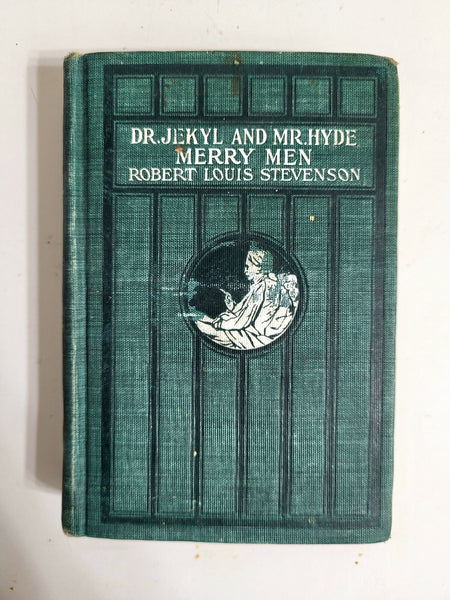 DR. JEKYL AND MR. HYDE
MERRY MEN
ROBERT LOUIS STEVENSON